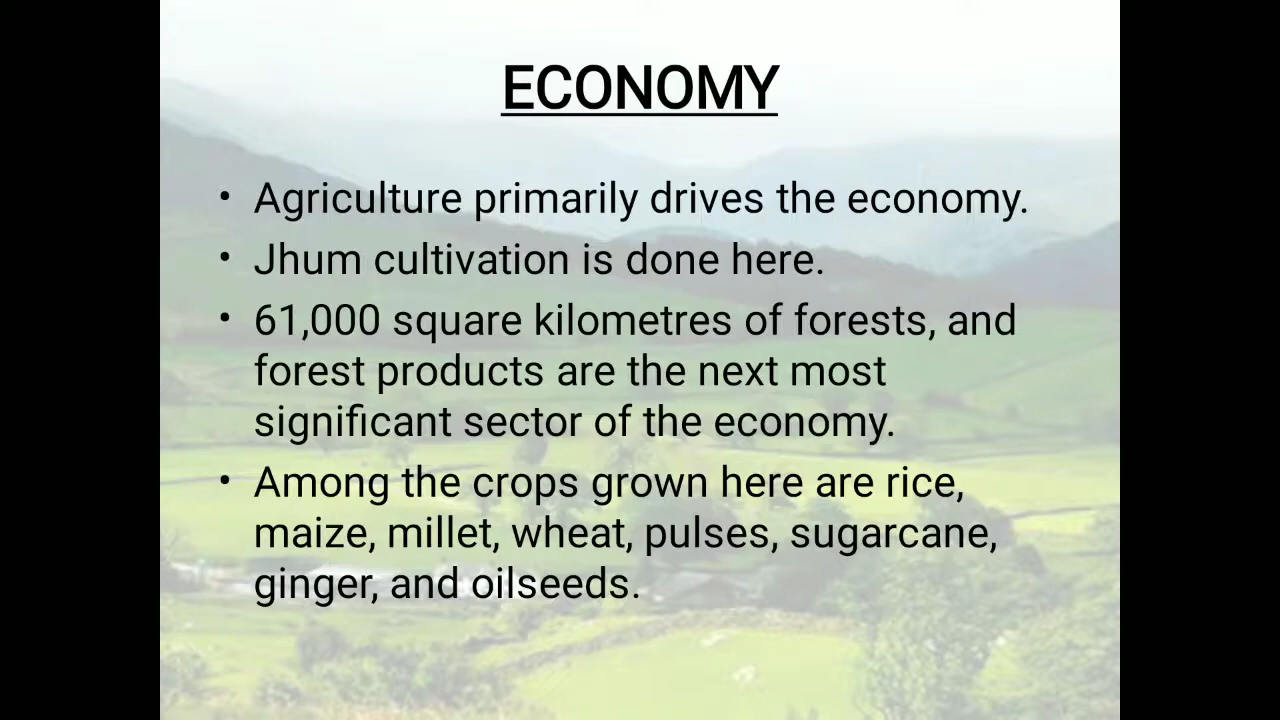 ECONOMY
• Agriculture primarily drives the economy.
• Jhum cultivation is done here.
• 61,000 square kilometres of forests, and
forest products are the next most
significant sector of the economy.
• Among the crops grown here are rice,
maize, millet, wheat, pulses, sugarcane,
ginger, and oilseeds.